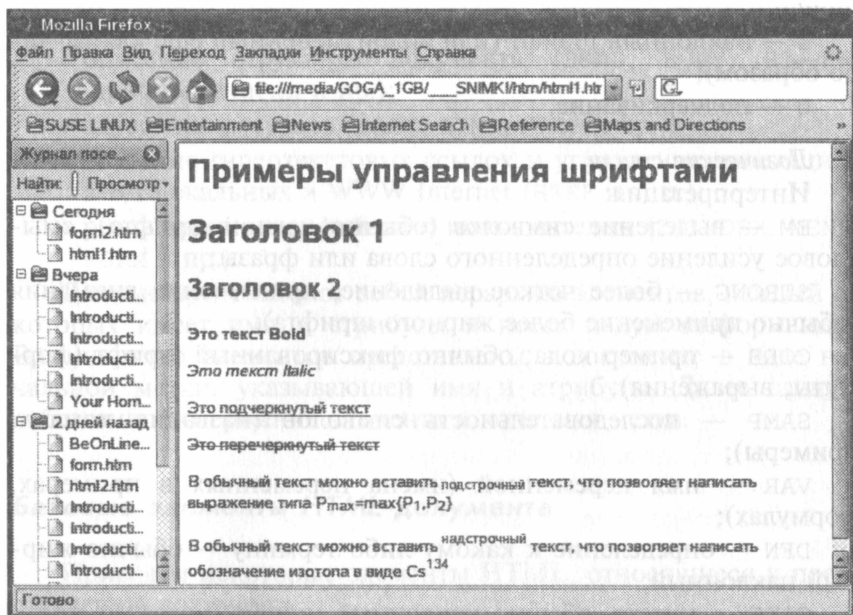 Mozilla Firefox
Файл Правка Вид Переход Закладки Инструменты Справка
file:///media/GOGA_1GB/___SNIMKI/htm/html1.htr
SUSE LINUX Entertainment News Internet Search Reference Maps and Directions »
Журнал посе...
Найти: Просмотр
Сегодня
form2.htm
html1.htm
Вчера
Introducti...
Introducti...
Introducti...
Introducti...
Introducti...
Your Hom...
2 дней назад
BeOnLine...
form.htm
html2.htm
Introducti...
Introducti...
Introducti...
Introducti...
Примеры управления шрифтами
Заголовок 1
Заголовок 2
Это текст Bold
Это текст Italic
Это подчеркнутый текст
Это перечеркнутый текст
В обычный текст можно вставить подстрочный текст, что позволяет написать
выражение типа Pmax=max(P1,P2)
В обычный текст можно вставить надстрочный текст, что позволяет написать
обозначение изотопа в виде Cs134
Готово